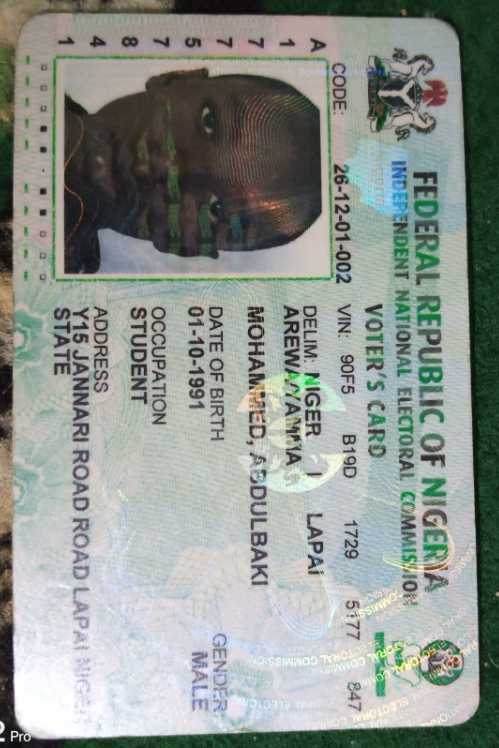 FEDERAL REPUBLIC OF NIGERIA
INDEPENDENT NATIONAL ELECTORAL COMMISSION
VOTER'S CARD
CODE: 26-12-01-002 VIN: 90F5 B19D 1729 5177 847
DELIM: NIGER | LAPAI
AREWA/YAMMA
MOHAMMED, ABDULBAKI
DATE OF BIRTH
01-10-1991
GENDER
MALE
OCCUPATION
STUDENT
ADDRESS
Y15 JANNARI ROAD ROAD LAPAI NIGER
STATE
A 1 7 7 5 7 8 4 1
2 Pro